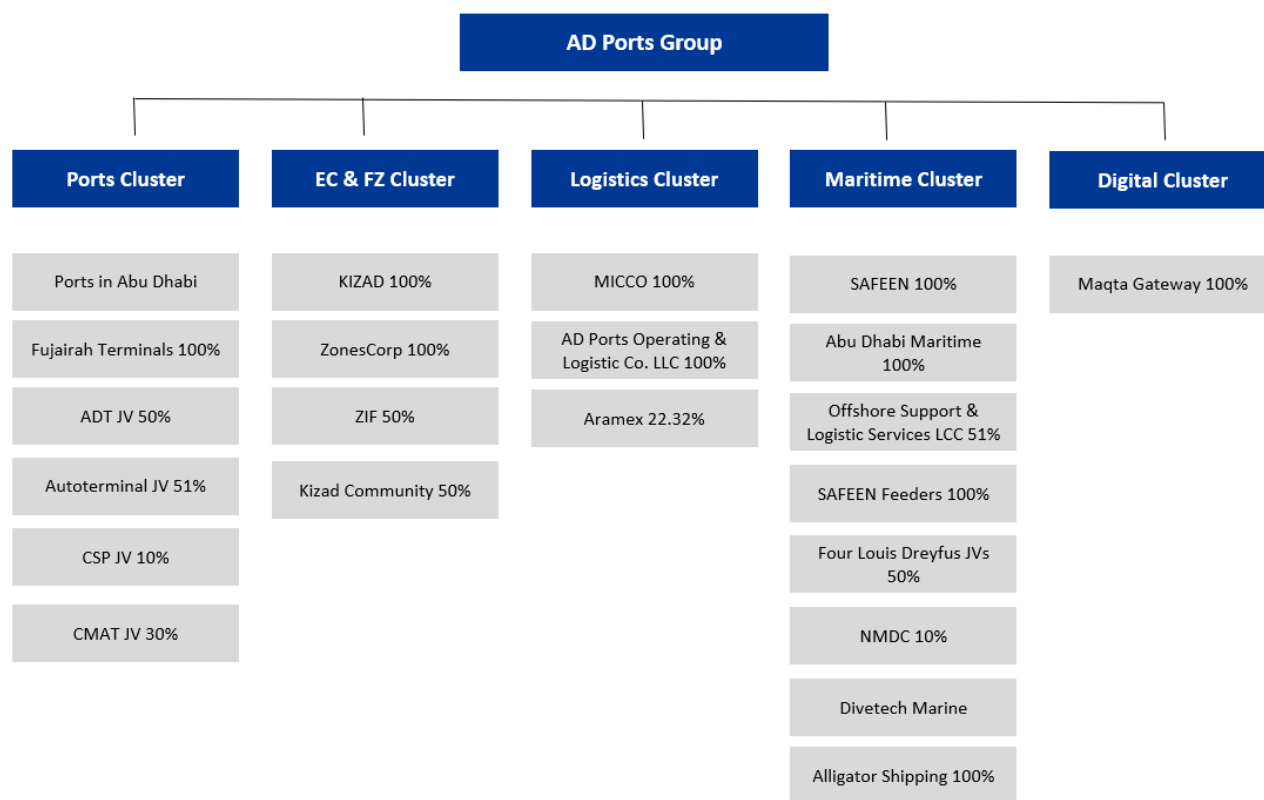 AD Ports Group
Ports Cluster
EC & FZ Cluster
Logistics Cluster
Maritime Cluster
Digital Cluster
Ports in Abu Dhabi
Fujairah Terminals 100%
ADT JV 50%
Autoterminal JV 51%
CSP JV 10%
CMAT JV 30%
KIZAD 100%
ZonesCorp 100%
ZIF 50%
Kizad Community 50%
MICCO 100%
AD Ports Operating &
Logistic Co. LLC 100%
Aramex 22.32%
SAFEEN 100%
Abu Dhabi Maritime
100%
Offshore Support &
Logistic Services LCC 51%
SAFEEN Feeders 100%
Four Louis Dreyfus JVs
50%
NMDC 10%
Divetech Marine
Alligator Shipping 100%
Maqta Gateway 100%